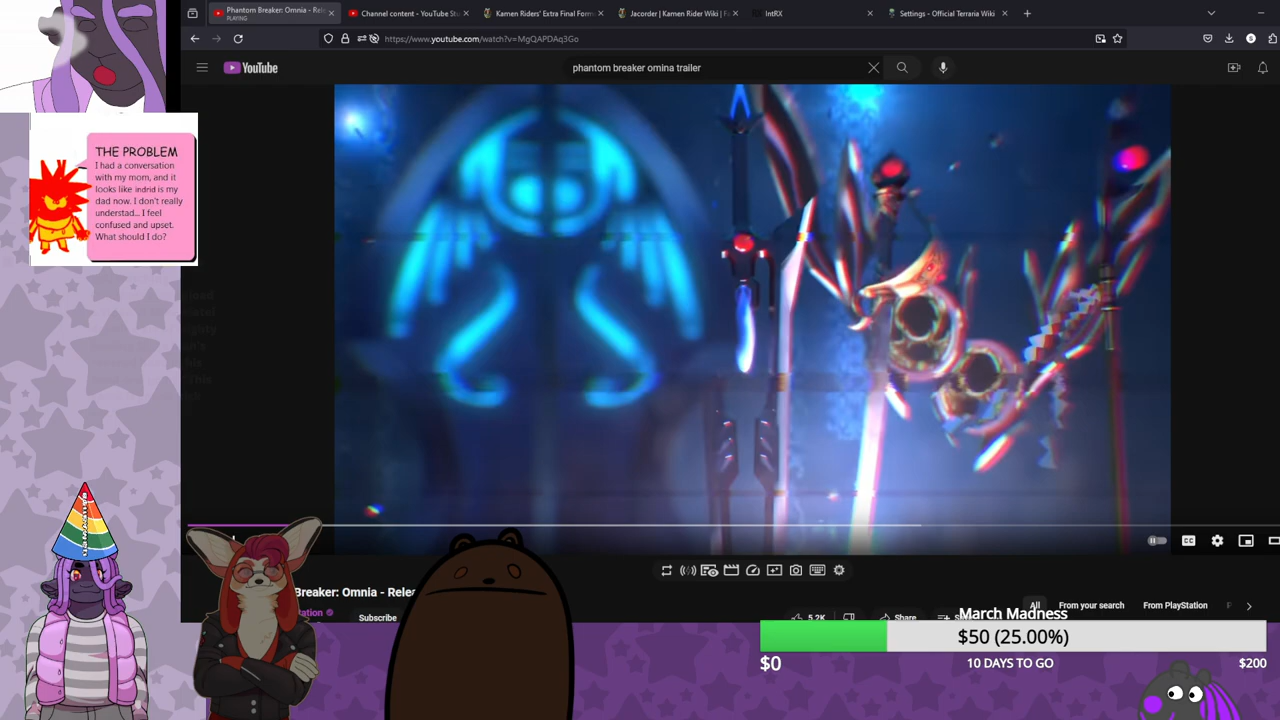 Phantom Breaker: Omnia - Rele
PLAYING
Channel content - YouTube St
Kamen Riders' Extra Final Form
Jacorder | Kamen Rider Wiki | F
IntRX
Settings - Official Terraria Wiki
https://www.youtube.com/watch?v=MgQAPDAq3Go
YouTube
phantom breaker omina trailer
THE PROBLEM
I had a conversation
with my mom, and it
looks like indrid is my
dad now. I don't really
understad... I feel
confused and upset.
What should I do?
CC
Breaker: Omnia - Relea
Subscribe
5.2K
Share
All
From your search
From PlayStation
March Madness
$50 (25.00%)
$0
10 DAYS TO GO
$200